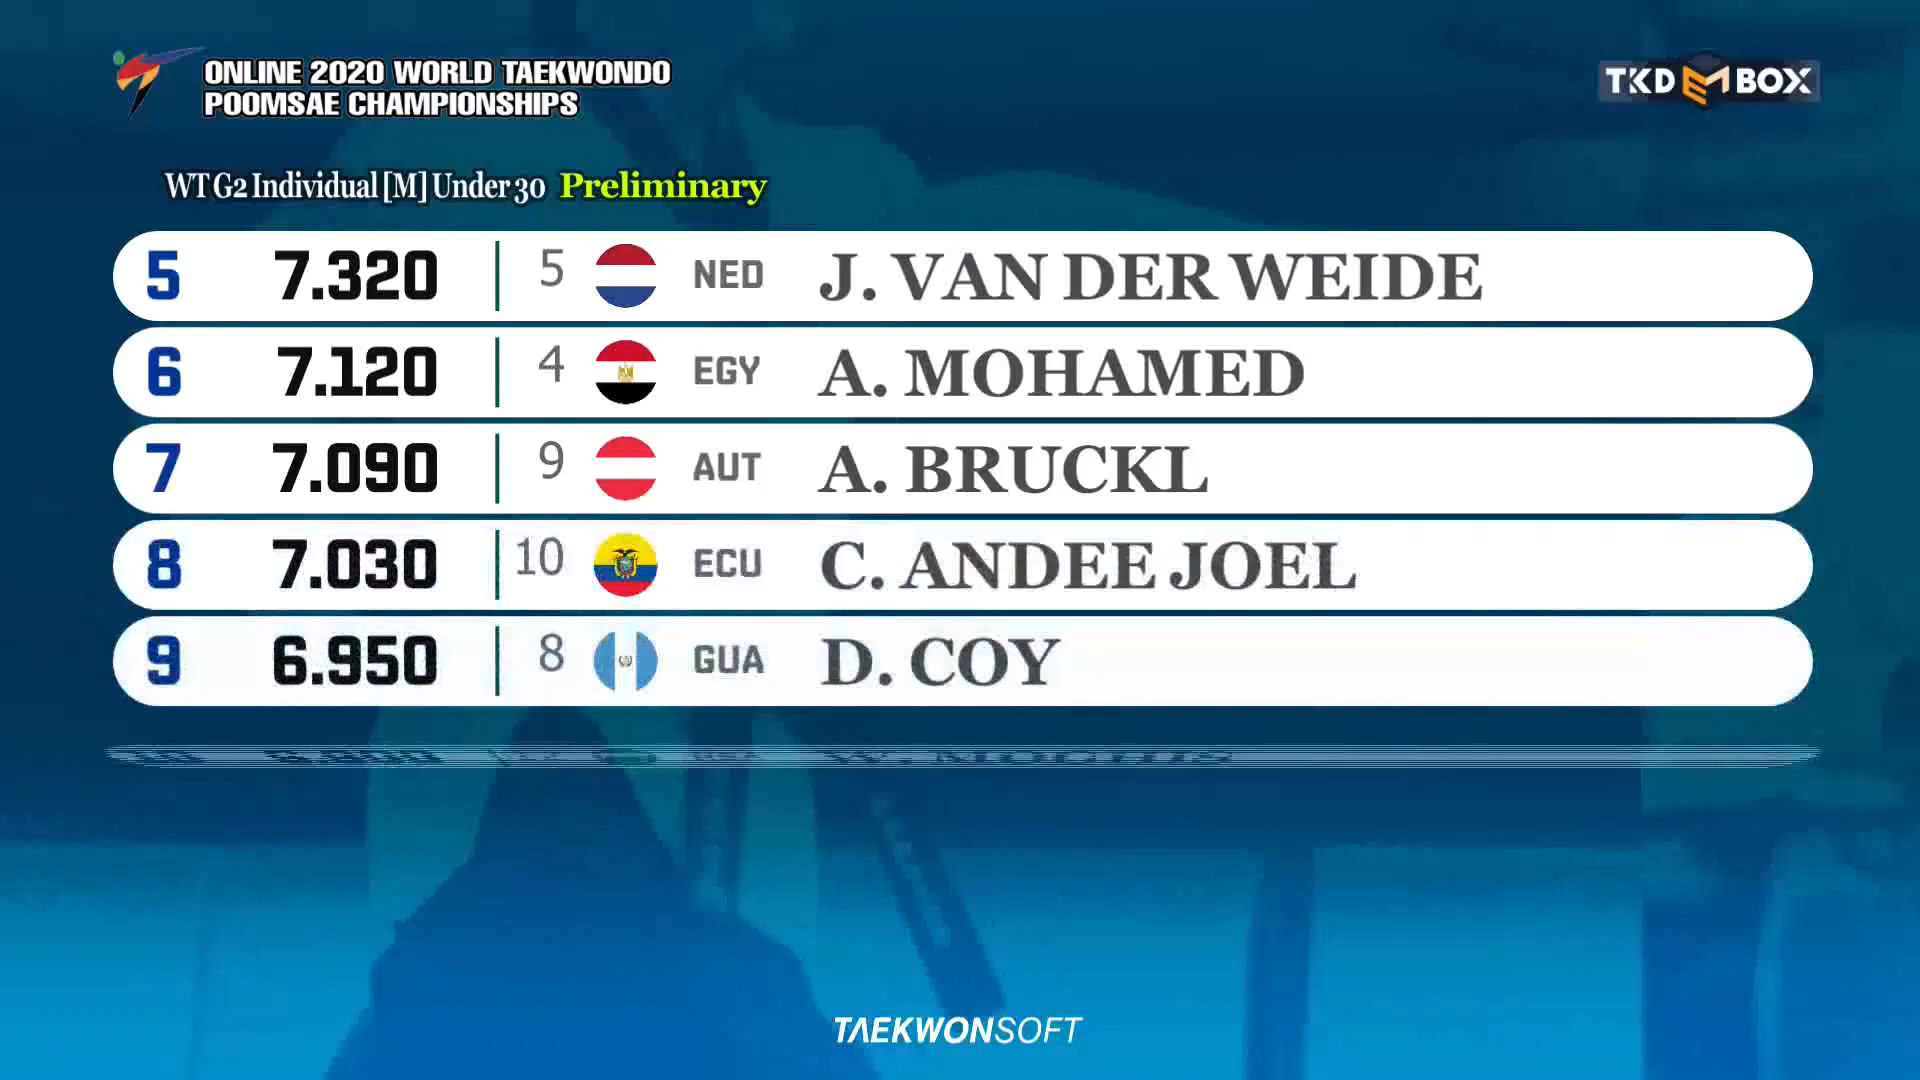 ONLINE 2020 WORLD TAEKWONDO
POOMSAE CHAMPIONSHIPS
TKD BOX
WT G2 Individual [M] Under 30 Preliminary
5 7.320 5 NED J. VAN DER WEIDE
6 7.120 4 EGY A. MOHAMED
7 7.090 9 AUT A. BRUCKL
8 7.030 10 ECU C. ANDEE JOEL
9 6.950 8 GUA D. COY
TAEKWONSOFT